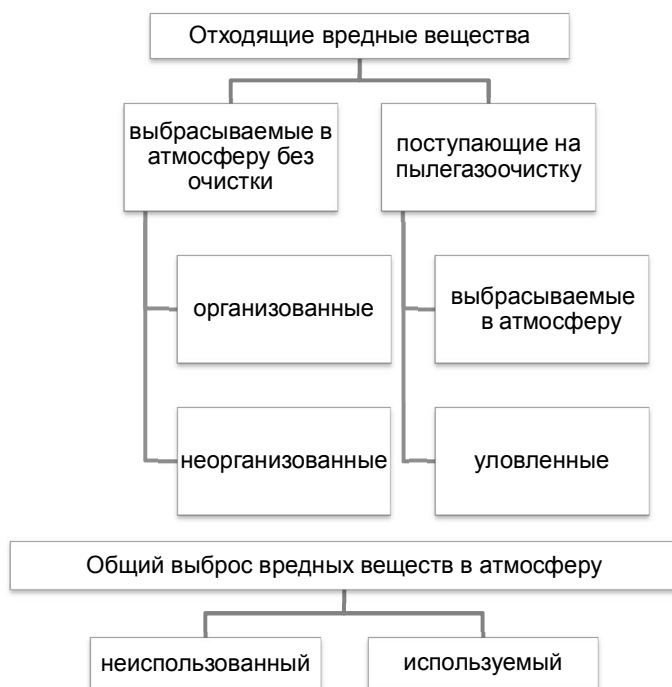 Отходящие вредные вещества
выбрасываемые в
атмосферу без
очистки
поступающие на
пылегазоочистку
организованные
выбрасываемые
в атмосферу
неорганизованные
уловленные
Общий выброс вредных веществ в атмосферу
неиспользованный
используемый